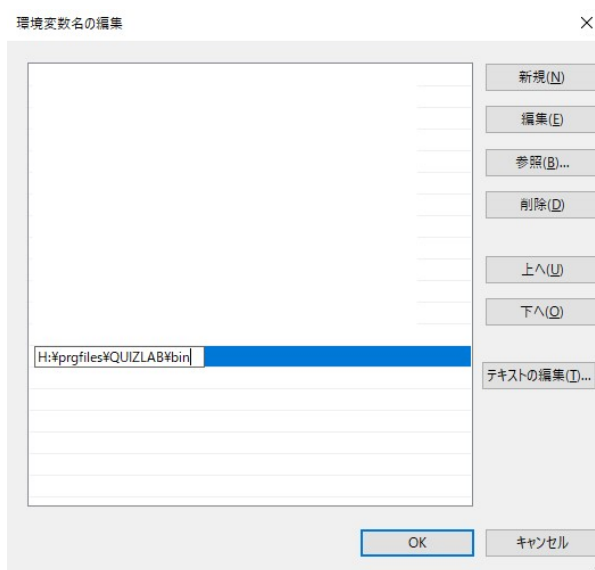 環境変数名の編集
新規(N)
編集(E)
参照(B)...
削除(D)
上へ(U)
下へ(O)
H:¥prgfiles¥QUIZLAB¥bin
テキストの編集(T)...
OK
キャンセル